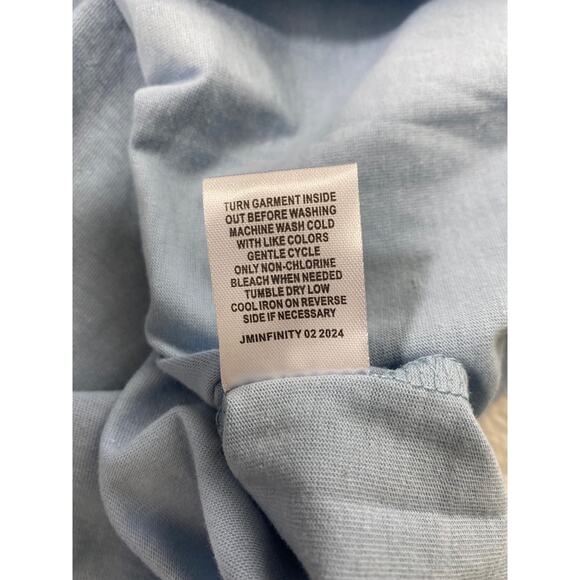 TURN GARMENT INSIDE
OUT BEFORE WASHING
MACHINE WASH COLD
WITH LIKE COLORS
GENTLE CYCLE
ONLY NON-CHLORINE
BLEACH WHEN NEEDED
TUMBLE DRY LOW
COOL IRON ON REVERSE
SIDE IF NECESSARY
JMINFINITY 02 2024